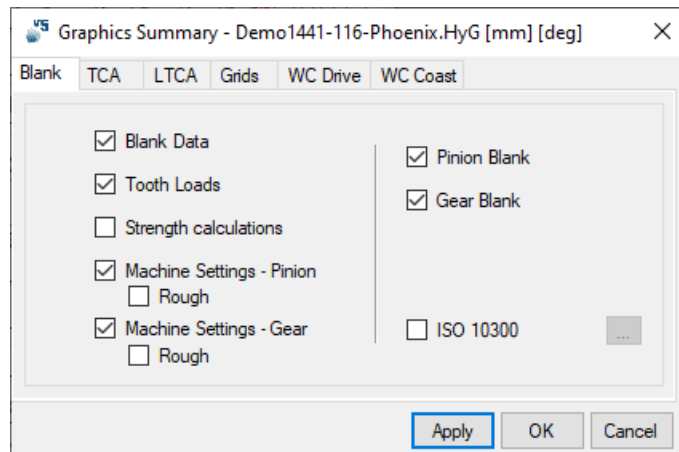 Graphics Summary - Demo1441-116-Phoenix.HyG [mm] [deg]
Blank TCA LTCA Grids WC Drive WC Coast
Blank Data
Tooth Loads
Strength calculations
Machine Settings - Pinion
Rough
Machine Settings - Gear
Rough
Pinion Blank
Gear Blank
ISO 10300
...
Apply OK Cancel